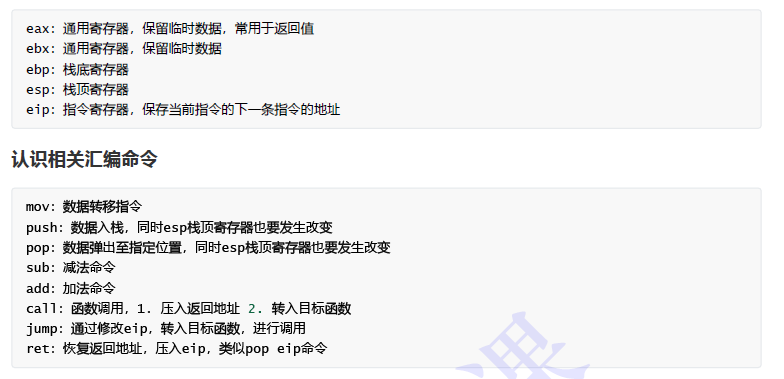 eax: 通用寄存器，保留临时数据，常用于返回值
ebx: 通用寄存器，保留临时数据
ebp: 栈底寄存器
esp: 栈顶寄存器
eip: 指令寄存器，保存当前指令的下一条指令的地址
认识相关汇编命令
mov: 数据转移指令
push: 数据入栈，同时esp栈顶寄存器也要发生改变
pop: 数据弹出至指定位置，同时esp栈顶寄存器也要发生改变
sub: 减法命令
add: 加法命令
call: 函数调用，1. 压入返回地址 2. 转入目标函数
jump: 通过修改eip，转入目标函数，进行调用
ret: 恢复返回地址，压入eip，类似pop eip命令
课